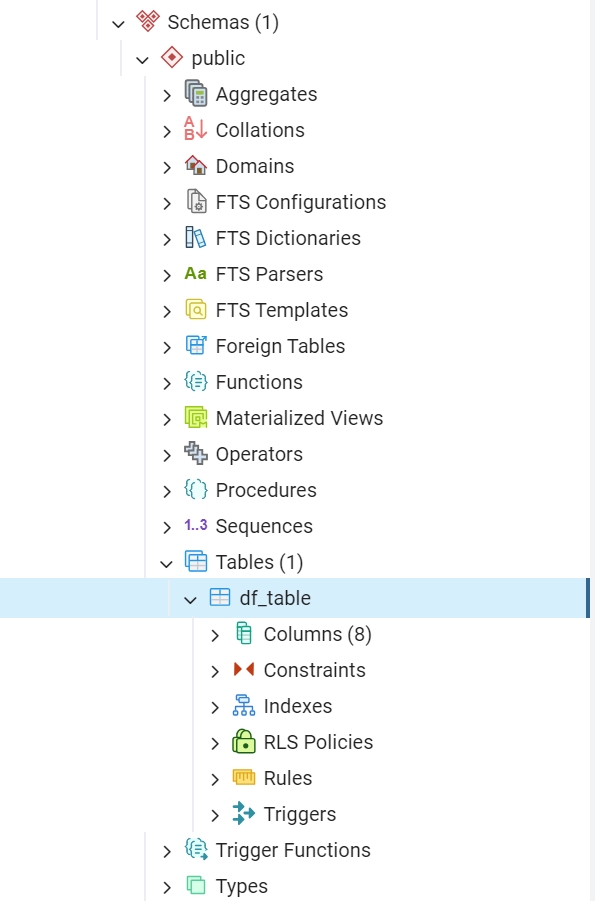 Schemas (1)
public
Aggregates
Collations
Domains
FTS Configurations
FTS Dictionaries
Aa FTS Parsers
FTS Templates
Foreign Tables
Functions
Materialized Views
Operators
Procedures
1..3 Sequences
Tables (1)
df_table
Columns (8)
Constraints
Indexes
RLS Policies
Rules
Triggers
Trigger Functions
Types